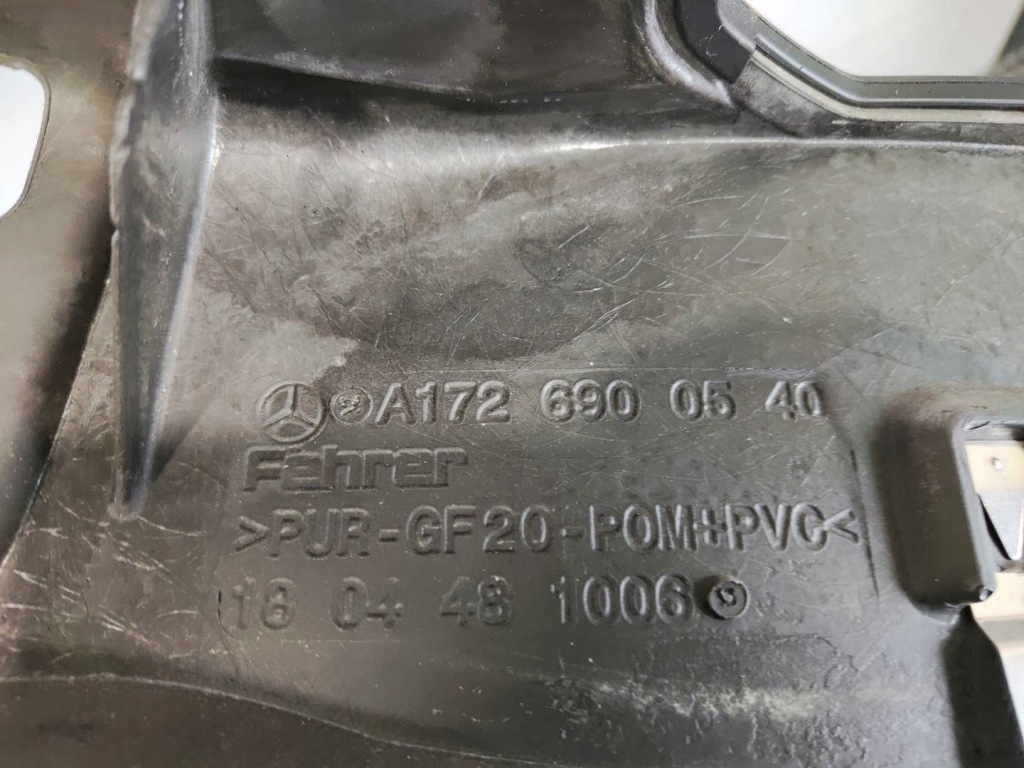 A172 690 05 40
Fehrer
>PUR-GF20-POM+PVC<
18 04 48 1006